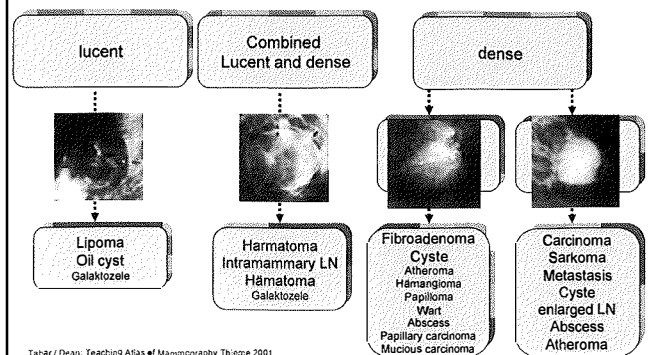 lucent
Combined
Lucent and dense
dense
Lipoma
Oil cyst
Galaktozele
Harmatoma
Intramammary LN
Hämatoma
Galaktozele
Fibroadenoma
Cyste
Atheroma
Hämangioma
Papilloma
Wart
Abscess
Papillary carcinoma
Mucious carcinoma
Carcinoma
Sarkoma
Metastasis
Cyste
enlarged LN
Abscess
Atheroma
Tabar / Dean: Teaching Atlas of Mammography Thieme 2001